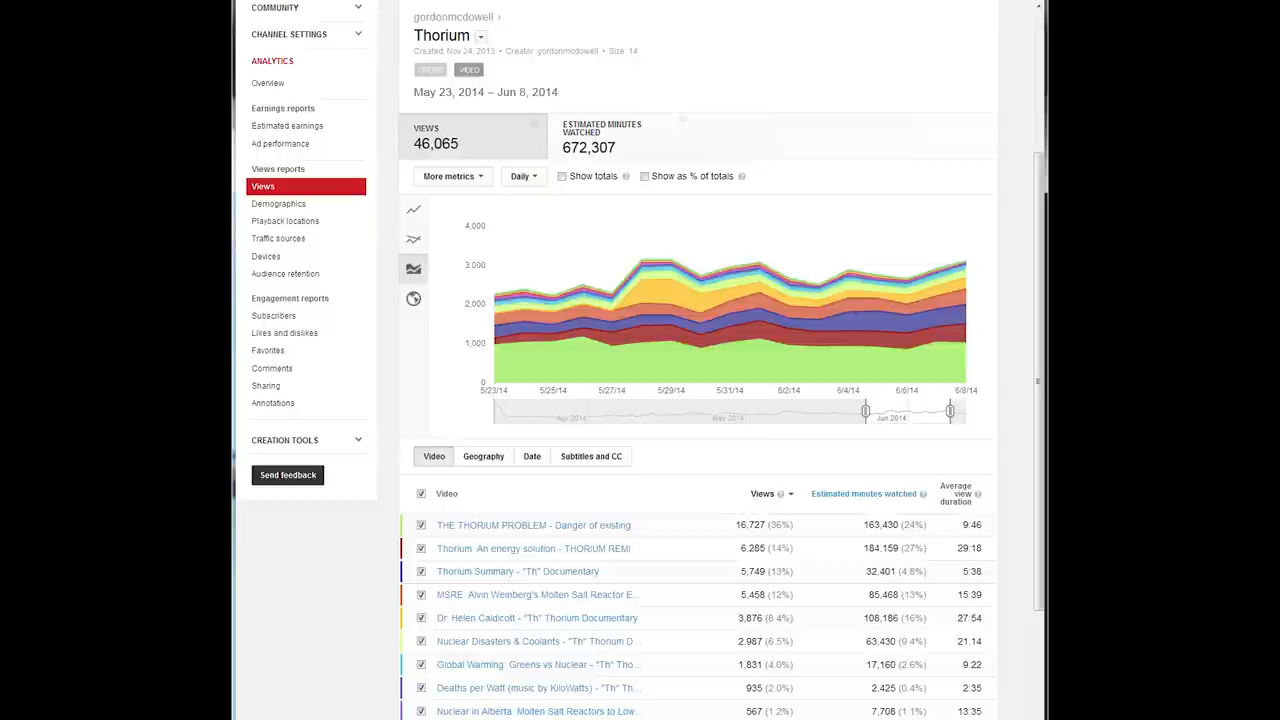 COMMUNITY
CHANNEL SETTINGS
ANALYTICS
Overview
Earnings reports
Estimated earnings
Ad performance
Views reports
Views
Demographics
Playback locations
Traffic sources
Devices
Audience retention
Engagement reports
Subscribers
Likes and dislikes
Favorites
Comments
Sharing
Annotations
CREATION TOOLS
Send feedback
gordonmcdowell ›
Thorium
Created: Nov 24, 2013 • Creator: gordonmcdowell • Size: 14
VIDEO
May 23, 2014 – Jun 8, 2014
VIEWS
46,065
ESTIMATED MINUTES
WATCHED
672,307
More metrics Daily Show totals Show as % of totals
4,000
3,000
2,000
1,000
0
5/23/14 5/25/14 5/27/14 5/29/14 5/31/14 6/2/14 6/4/14 6/6/14 6/8/14
Apr 2014 May 2014 Jun 2014
Video Geography Date Subtitles and CC
Video Views Estimated minutes watched Average view duration
THE THORIUM PROBLEM - Danger of existing ... 16,727 (36%) 163,430 (24%) 9:46
Thorium: An energy solution - THORIUM REMI 6,285 (14%) 184,159 (27%) 29:18
Thorium Summary - "Th" Documentary 5,749 (13%) 32,401 (4.8%) 5:38
MSRE: Alvin Weinberg's Molten Salt Reactor E... 5,458 (12%) 85,468 (13%) 15:39
Dr. Helen Caldicott - "Th" Thorium Documentary 3,876 (8.4%) 108,186 (16%) 27:54
Nuclear Disasters & Coolants - "Th" Thorium D... 2,987 (6.5%) 63,430 (9.4%) 21:14
Global Warming: Greens vs Nuclear - "Th" Tho... 1,831 (4.0%) 17,160 (2.6%) 9:22
Deaths per Watt (music by KiloWatts) - "Th" Th... 935 (2.0%) 2,425 (0.4%) 2:35
Nuclear in Alberta: Molten Salt Reactors to Low... 567 (1.2%) 7,708 (1.1%) 13:35